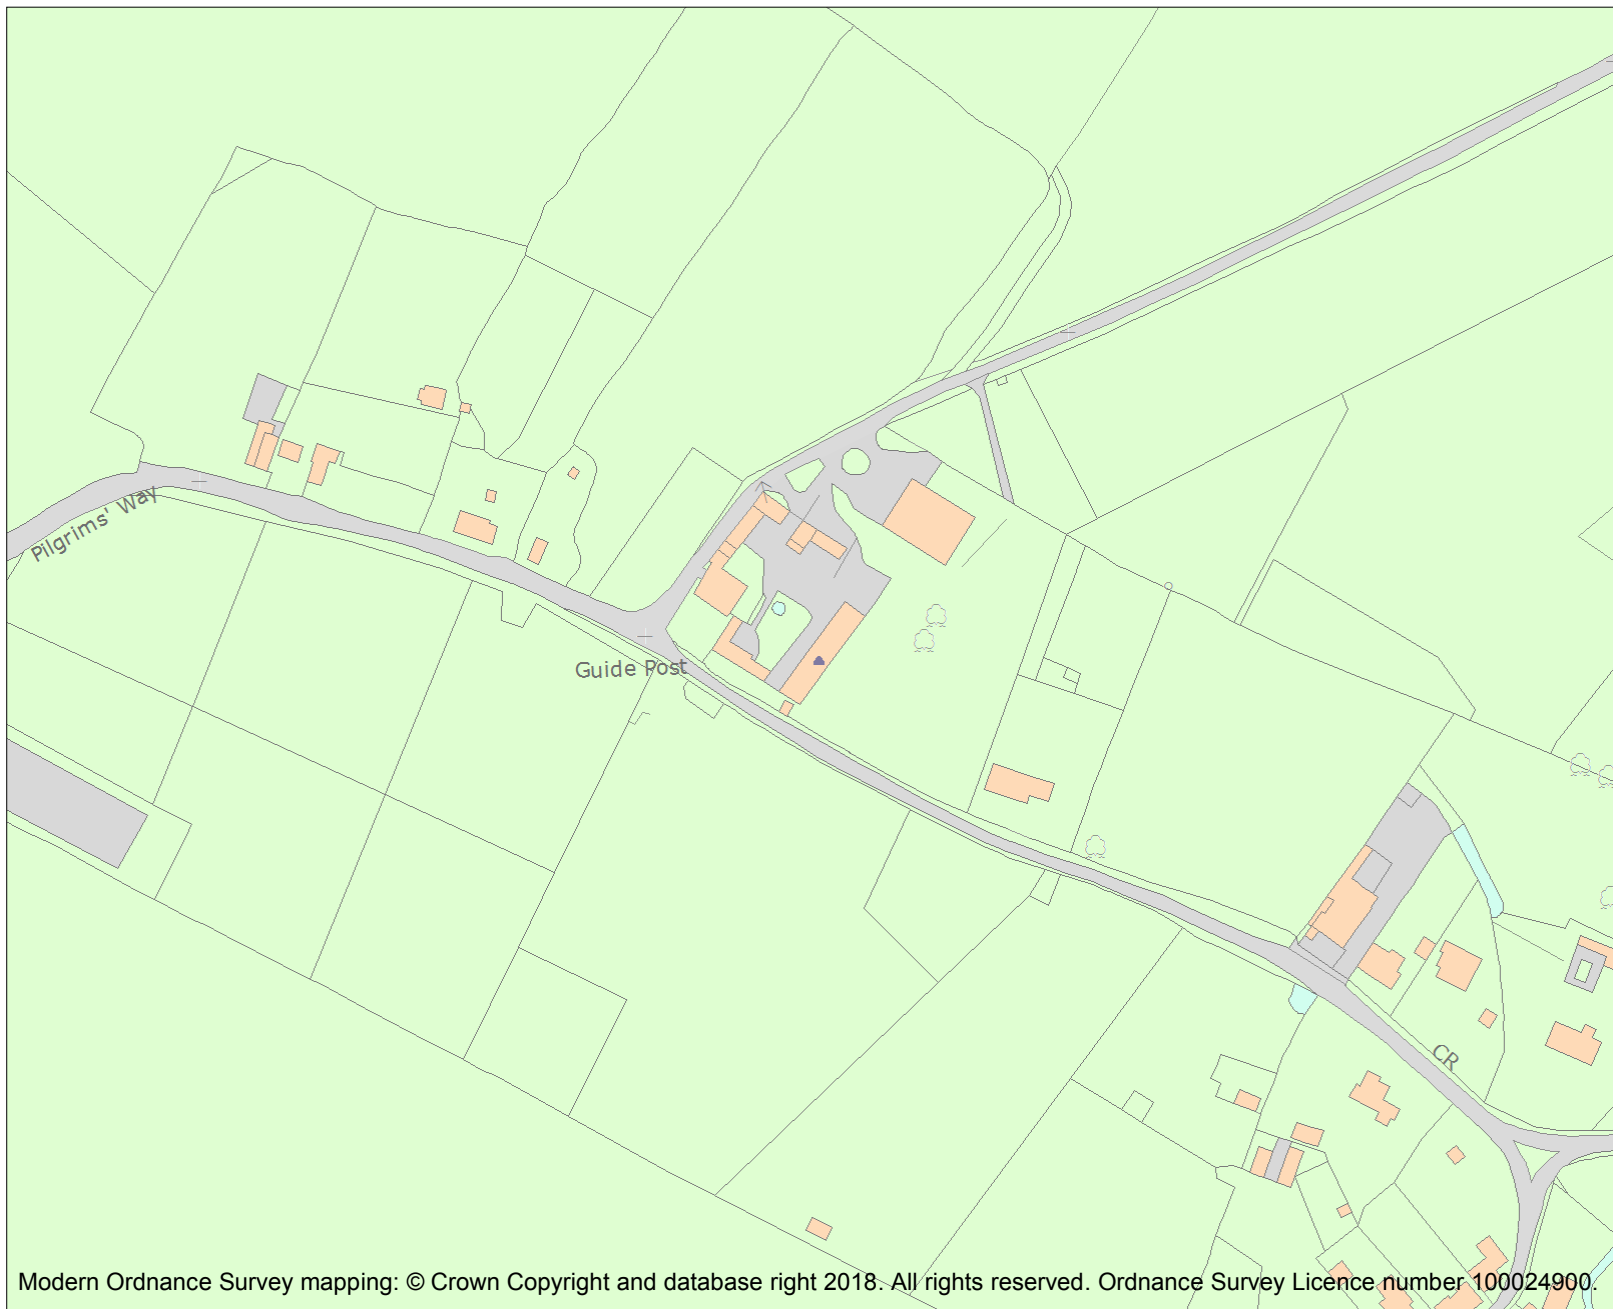 Pilgrims' Way
Guide Post
CR
Modern Ordnance Survey mapping: © Crown Copyright and database right 2018. All rights reserved. Ordnance Survey Licence number 100024900.